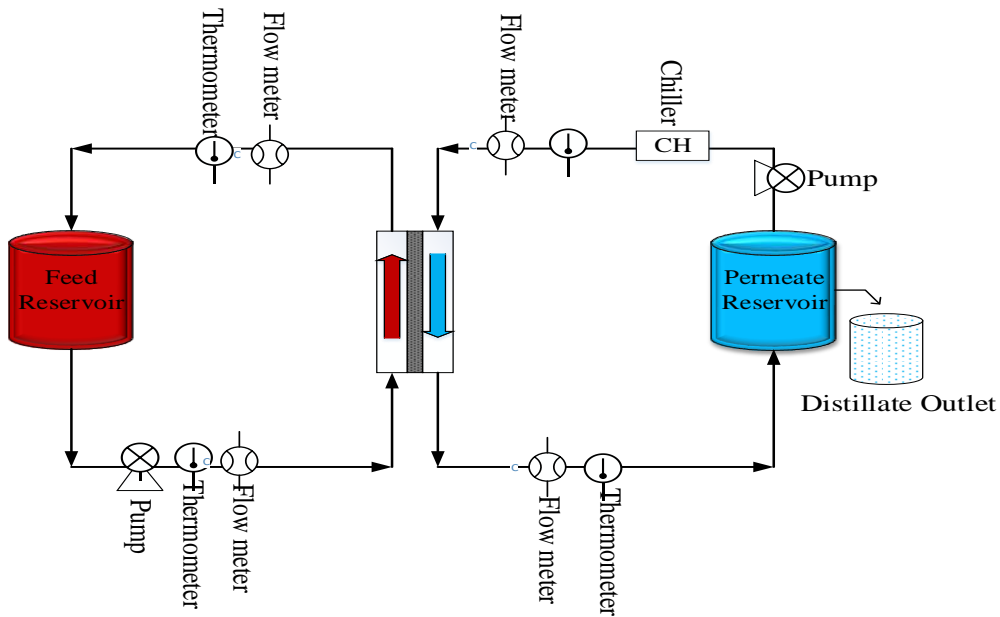 Thermometer
Flow meter
Flow meter
Chiller
C
C
CH
Pump
Feed
Reservoir
Permeate
Reservoir
Distillate Outlet
C
C
Pump
Thermometer
Flow meter
Flow meter
Thermometer